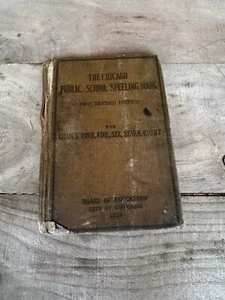 THE CHICAGO
PUBLIC SCHOOL SPELLING BOOK
NEW REVISED EDITION
FOR
GRADES FOUR, FIVE, SIX, SEVEN, EIGHT
BOARD OF EDUCATION
CITY OF CHICAGO